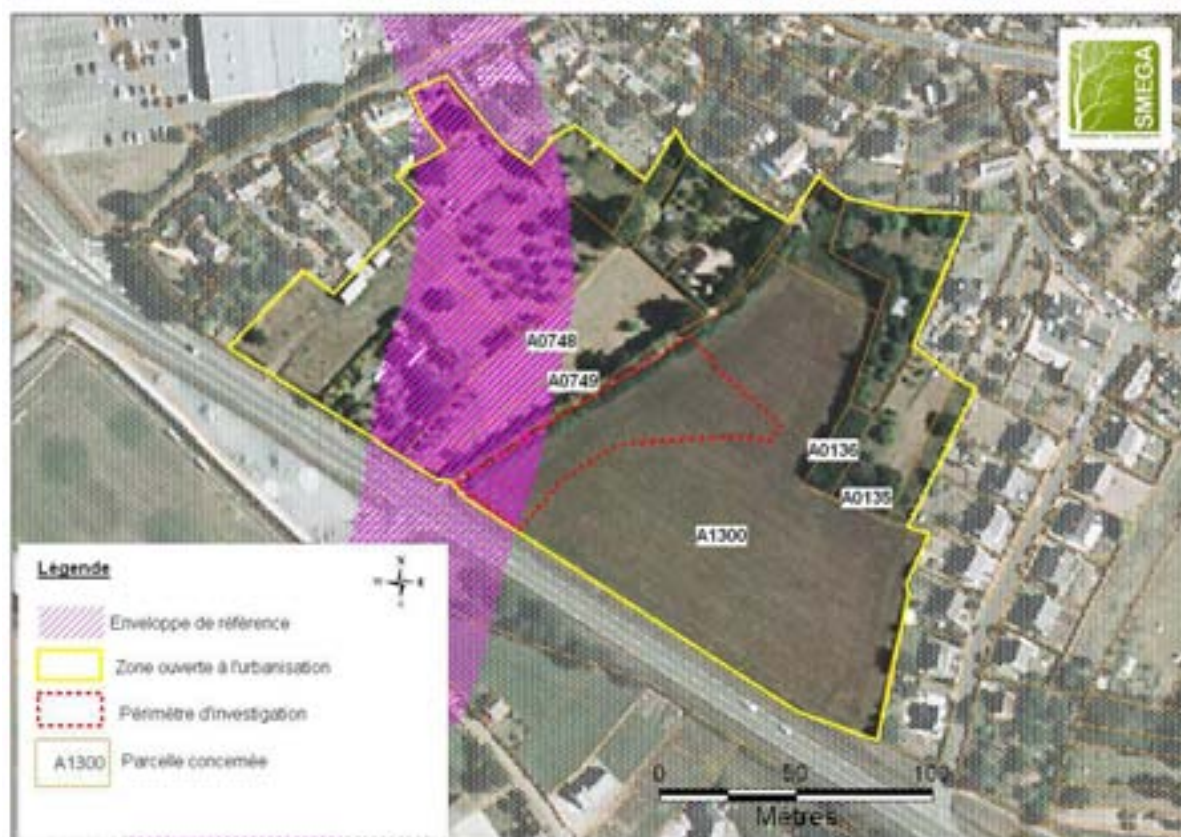 SMEGA
A0748
A0749
A0136
A0135
A1300
Légende
N
E
Enveloppe de référence
Zone ouverte à l'urbanisation
Périmètre d'investigation
A1300 Parcelle concernée
0 50 100
Mètres